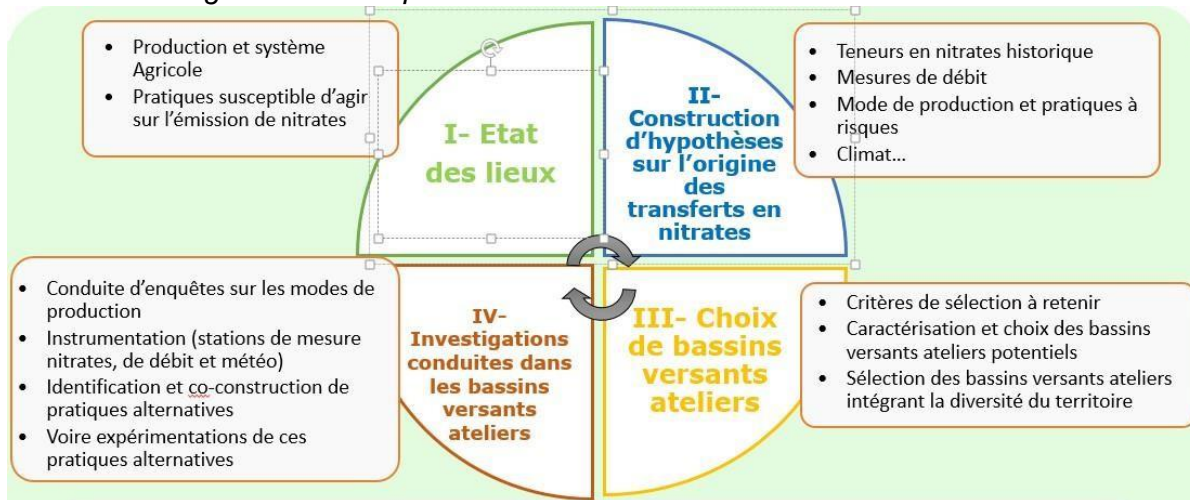 • Production et système
Agricole
• Pratiques susceptible d'agir
sur l'émission de nitrates
I- Etat
des lieux
II-
Construction
d'hypothèses
sur l'origine
des
transferts en
nitrates
• Teneurs en nitrates historique
• Mesures de débit
• Mode de production et pratiques à
risques
• Climat...
• Conduite d'enquêtes sur les modes de
production
• Instrumentation (stations de mesure
nitrates, de débit et météo)
• Identification et co-construction de
pratiques alternatives
• Voire expérimentations de ces
pratiques alternatives
IV-
Investigations
conduites dans
les bassins
versants
ateliers
III- Choix
de bassins
versants
ateliers
• Critères de sélection à retenir
• Caractérisation et choix des bassins
versants ateliers potentiels
• Sélection des bassins versants ateliers
intégrant la diversité du territoire